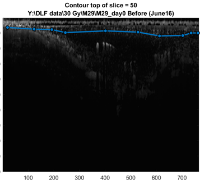 Contour top of slice = 50
Y:\DLF data\30 Gy\M29\M29_day0 Before (June16)
100 200 300 400 500 600 700